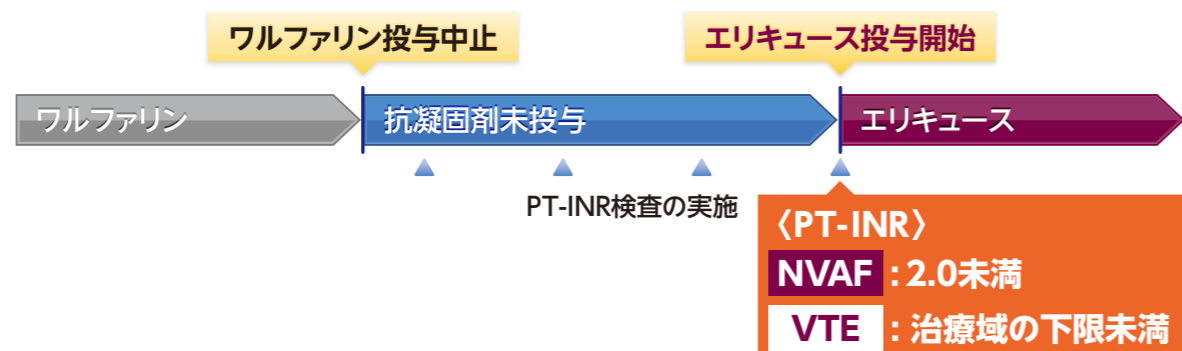 ワルファリン投与中止
エリキュース投与開始
ワルファリン
抗凝固剤未投与
エリキュース
PT-INR検査の実施
〈PT-INR〉
NVAF：2.0未満
VTE：治療域の下限未満